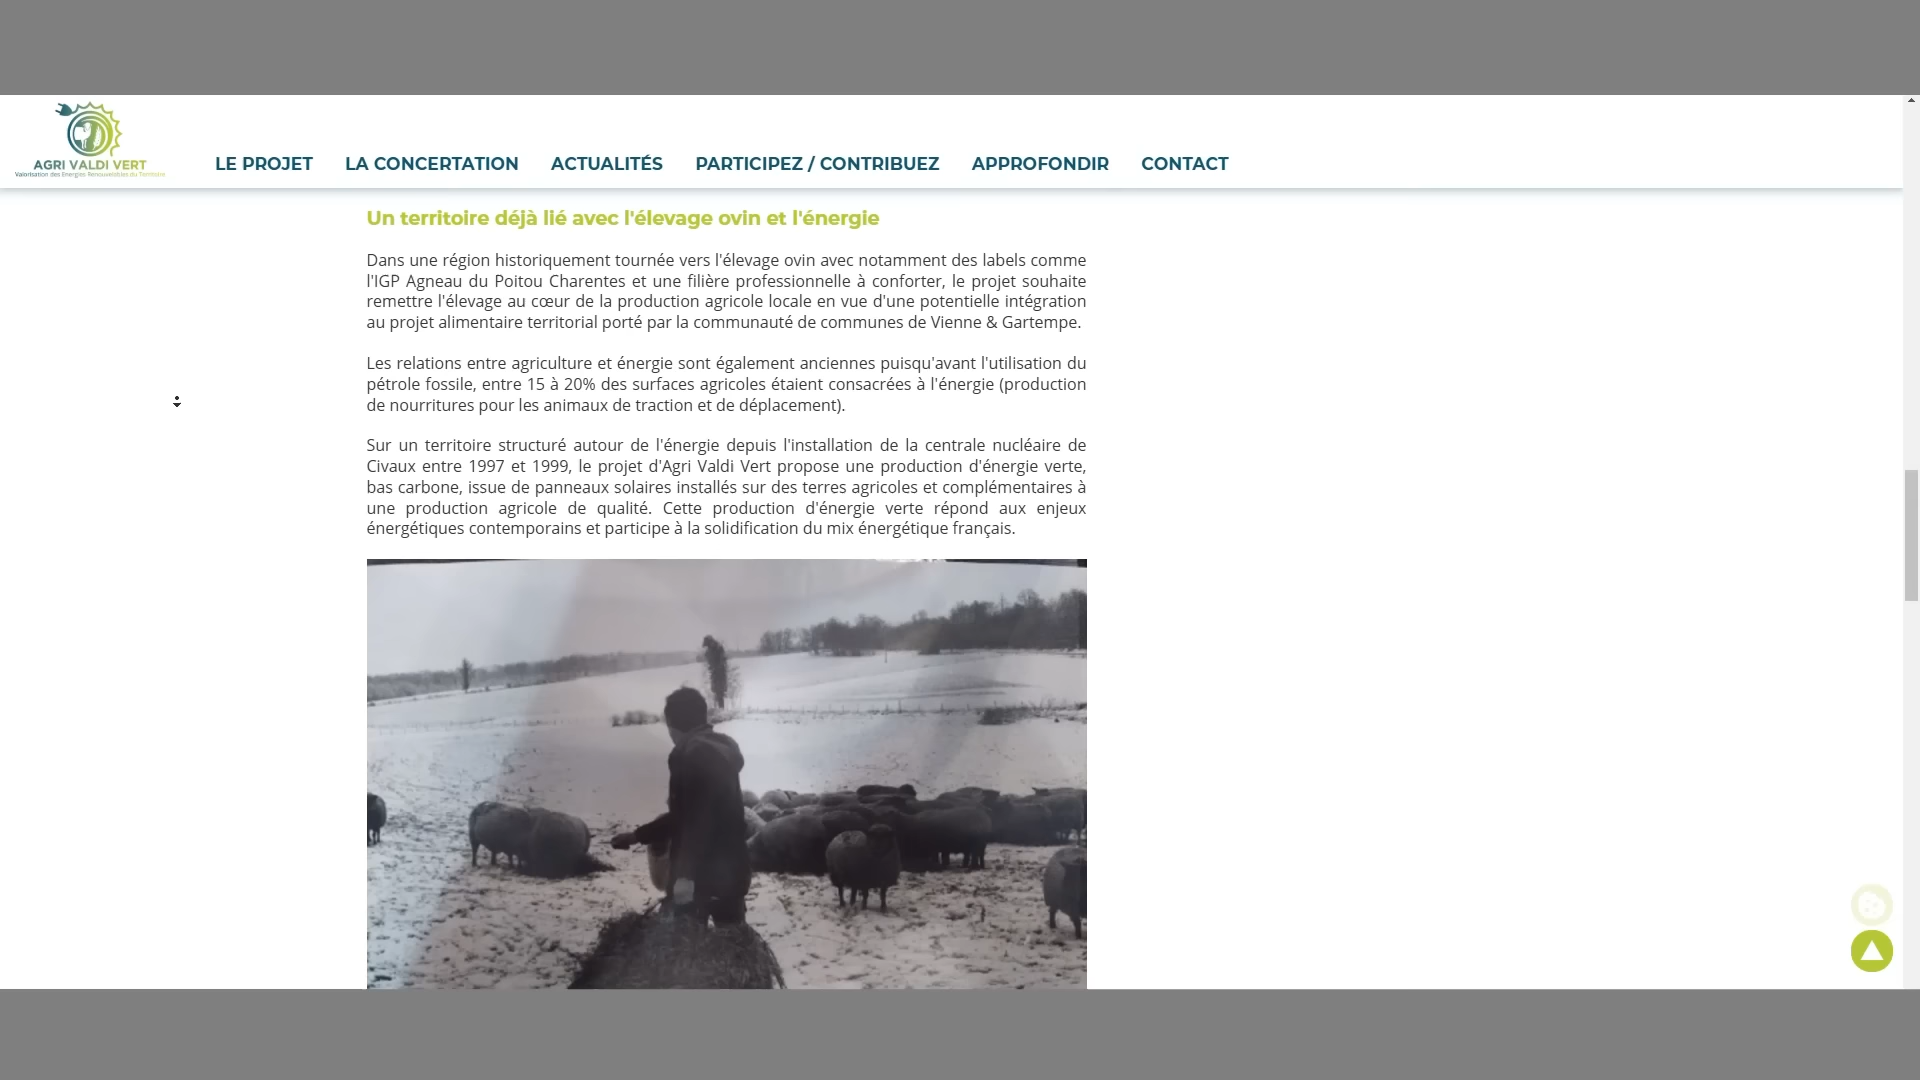 AGRI VALDI VERT
Valorisation des Energies Renouvelables du Territoire
LE PROJET
LA CONCERTATION
ACTUALITÉS
PARTICIPEZ / CONTRIBUEZ
APPROFONDIR
CONTACT
Un territoire déjà lié avec l'élevage ovin et l'énergie
Dans une région historiquement tournée vers l'élevage ovin avec notamment des labels comme
l'IGP Agneau du Poitou Charentes et une filière professionnelle à conforter, le projet souhaite
remettre l'élevage au cœur de la production agricole locale en vue d'une potentielle intégration
au projet alimentaire territorial porté par la communauté de communes de Vienne & Gartempe.
Les relations entre agriculture et énergie sont également anciennes puisqu'avant l'utilisation du
pétrole fossile, entre 15 à 20% des surfaces agricoles étaient consacrées à l'énergie (production
de nourritures pour les animaux de traction et de déplacement).
Sur un territoire structuré autour de l'énergie depuis l'installation de la centrale nucléaire de
Civaux entre 1997 et 1999, le projet d'Agri Valdi Vert propose une production d'énergie verte,
bas carbone, issue de panneaux solaires installés sur des terres agricoles et complémentaires à
une production agricole de qualité. Cette production d'énergie verte répond aux enjeux
énergétiques contemporains et participe à la solidification du mix énergétique français.